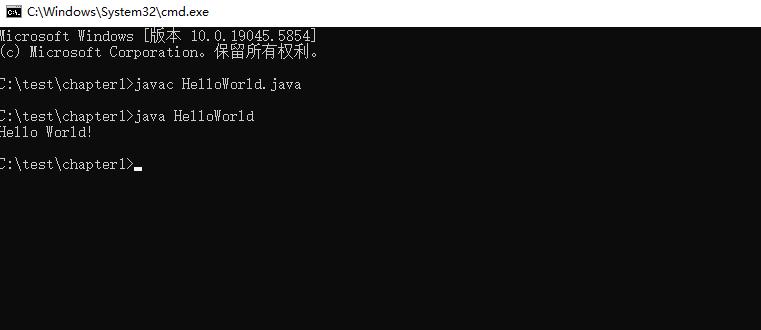 C:\Windows\System32\cmd.exe
Microsoft Windows [版本 10.0.19045.5854]
(c) Microsoft Corporation。保留所有权利。
C:\test\chapter1>javac HelloWorld.java
C:\test\chapter1>java HelloWorld
Hello World!
C:\test\chapter1>